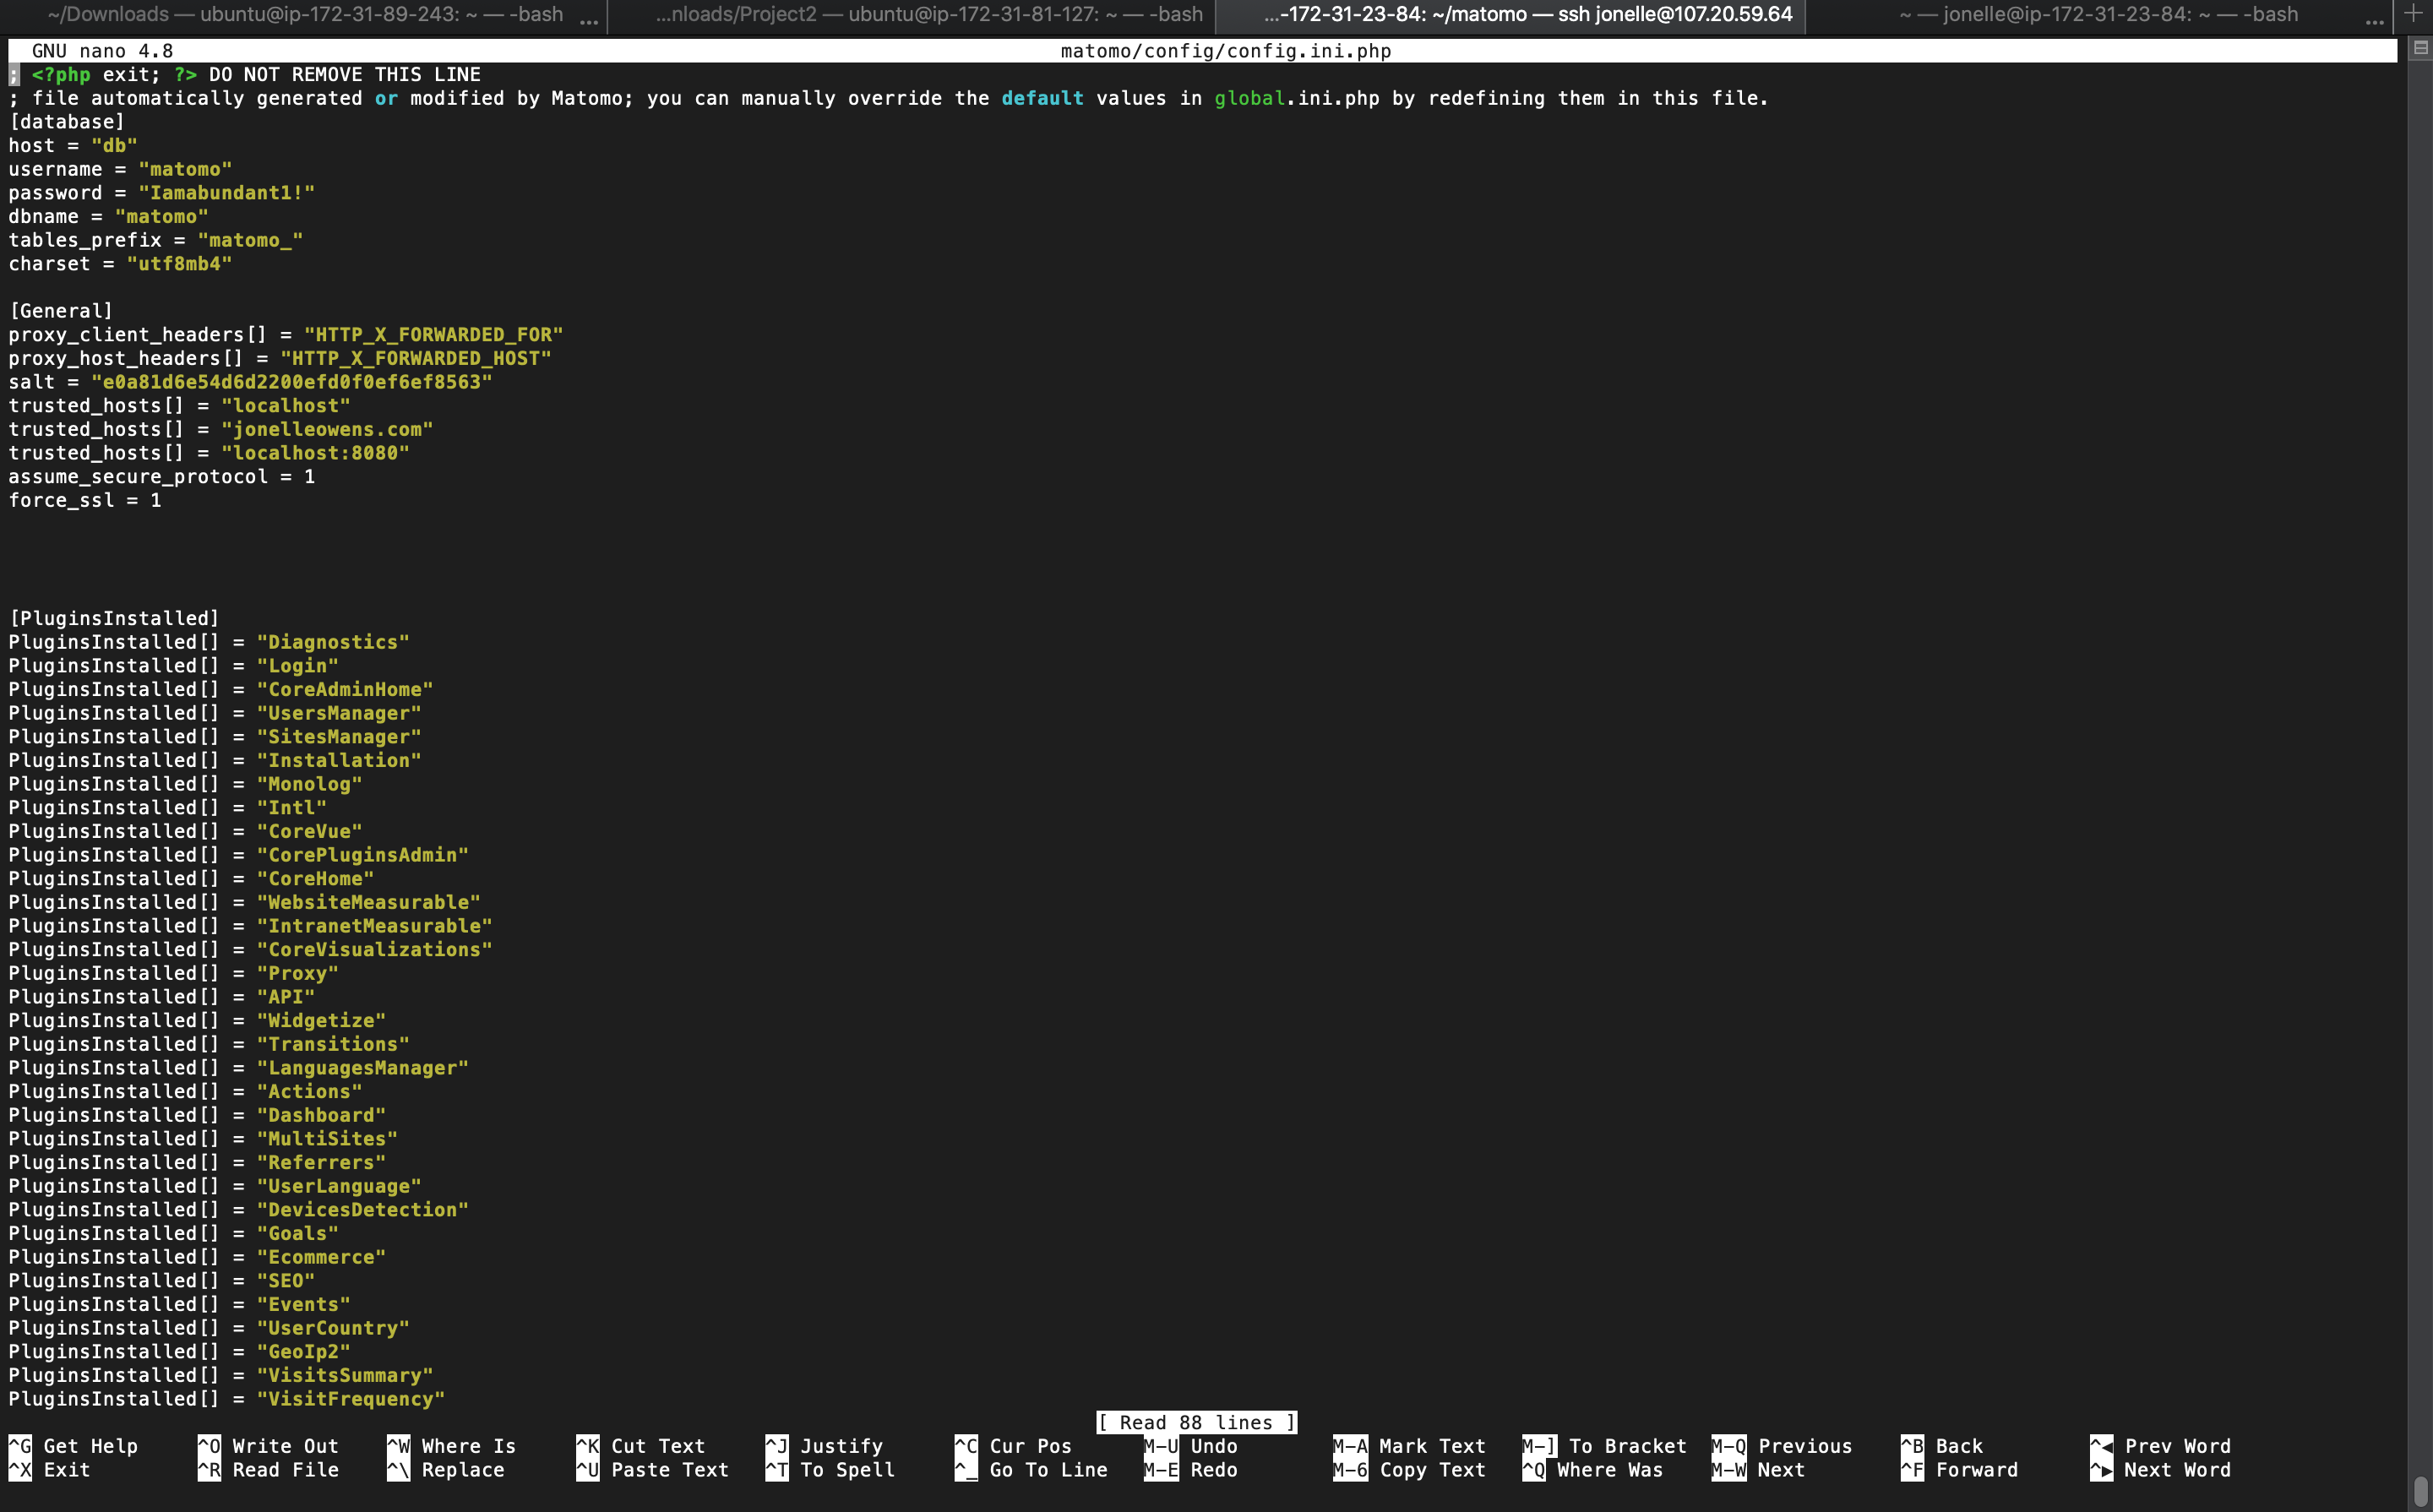 ~/Downloads — ubuntu@ip-172-31-89-243: ~ — -bash ...
...nloads/Project2 — ubuntu@ip-172-31-81-127: ~ — -bash
...-172-31-23-84: ~/matomo — ssh jonelle@107.20.59.64
~ — jonelle@ip-172-31-23-84: ~ — -bash ... +
GNU nano 4.8 matomo/config/config.ini.php
; <?php exit; ?> DO NOT REMOVE THIS LINE
; file automatically generated or modified by Matomo; you can manually override the default values in global.ini.php by redefining them in this file.
[database]
host = "db"
username = "matomo"
password = "Iamabundant1!"
dbname = "matomo"
tables_prefix = "matomo_"
charset = "utf8mb4"
[General]
proxy_client_headers[] = "HTTP_X_FORWARDED_FOR"
proxy_host_headers[] = "HTTP_X_FORWARDED_HOST"
salt = "e0a81d6e54d6d2200efd0f0ef6ef8563"
trusted_hosts[] = "localhost"
trusted_hosts[] = "jonelleowens.com"
trusted_hosts[] = "localhost:8080"
assume_secure_protocol = 1
force_ssl = 1
[PluginsInstalled]
PluginsInstalled[] = "Diagnostics"
PluginsInstalled[] = "Login"
PluginsInstalled[] = "CoreAdminHome"
PluginsInstalled[] = "UsersManager"
PluginsInstalled[] = "SitesManager"
PluginsInstalled[] = "Installation"
PluginsInstalled[] = "Monolog"
PluginsInstalled[] = "Intl"
PluginsInstalled[] = "CoreVue"
PluginsInstalled[] = "CorePluginsAdmin"
PluginsInstalled[] = "CoreHome"
PluginsInstalled[] = "WebsiteMeasurable"
PluginsInstalled[] = "IntranetMeasurable"
PluginsInstalled[] = "CoreVisualizations"
PluginsInstalled[] = "Proxy"
PluginsInstalled[] = "API"
PluginsInstalled[] = "Widgetize"
PluginsInstalled[] = "Transitions"
PluginsInstalled[] = "LanguagesManager"
PluginsInstalled[] = "Actions"
PluginsInstalled[] = "Dashboard"
PluginsInstalled[] = "MultiSites"
PluginsInstalled[] = "Referrers"
PluginsInstalled[] = "UserLanguage"
PluginsInstalled[] = "DevicesDetection"
PluginsInstalled[] = "Goals"
PluginsInstalled[] = "Ecommerce"
PluginsInstalled[] = "SEO"
PluginsInstalled[] = "Events"
PluginsInstalled[] = "UserCountry"
PluginsInstalled[] = "GeoIp2"
PluginsInstalled[] = "VisitsSummary"
PluginsInstalled[] = "VisitFrequency"
[ Read 88 lines ]
^G Get Help ^O Write Out ^W Where Is ^K Cut Text ^J Justify ^C Cur Pos M-U Undo M-A Mark Text M-] To Bracket M-Q Previous ^B Back ^◀ Prev Word
^X Exit ^R Read File ^\ Replace ^U Paste Text ^T To Spell ^_ Go To Line M-E Redo M-6 Copy Text ^Q Where Was M-W Next ^F Forward ^▶ Next Word